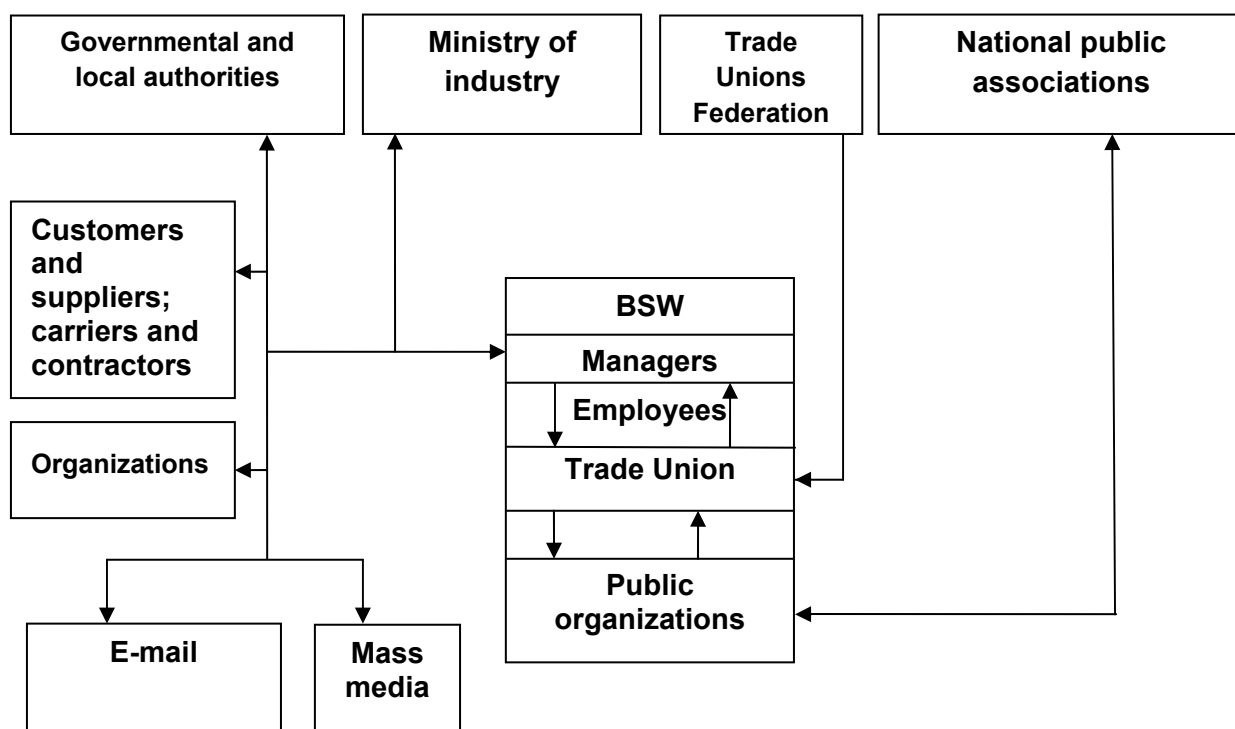 Governmental and
local authorities
Ministry of
industry
Trade
Unions
Federation
National public
associations
Customers
and
suppliers;
carriers and
contractors
BSW
Managers
Employees
Trade Union
Organizations
Public
organizations
E-mail
Mass
media